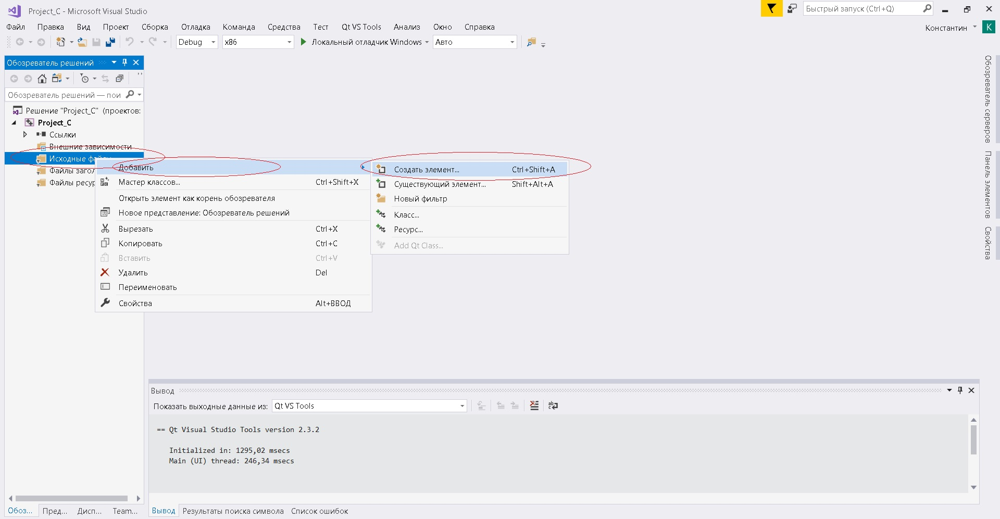 Project_C - Microsoft Visual Studio
Быстрый запуск (Ctrl+Q)
Файл Правка Вид Проект Сборка Отладка Команда Средства Тест Qt VS Tools Анализ Окно Справка
Константин K
Debug x86 Локальный отладчик Windows Авто
Обозреватель решений
Обозреватель решений — пои
Решение "Project_C" (проектов:
Project_C
Ссылки
Внешние зависимости
Исходные файлы
Файлы загол
Файлы ресур
Добавить
Мастер классов... Ctrl+Shift+X
Открыть элемент как корень обозревателя
Новое представление: Обозреватель решений
Вырезать Ctrl+X
Копировать Ctrl+C
Вставить Ctrl+V
Удалить Del
Переименовать
Свойства Alt+ВВОД
Создать элемент... Ctrl+Shift+A
Существующий элемент... Shift+Alt+A
Новый фильтр
Класс...
Ресурс...
Add Qt Class...
Обозреватель серверов
Панель элементов
Свойства
Вывод
Показать выходные данные из: Qt VS Tools
== Qt Visual Studio Tools version 2.3.2
Initialized in: 1295,02 msecs
Main (UI) thread: 246,34 msecs
Обоз... Пред... Дисп... Team...
Вывод Результаты поиска символа Список ошибок